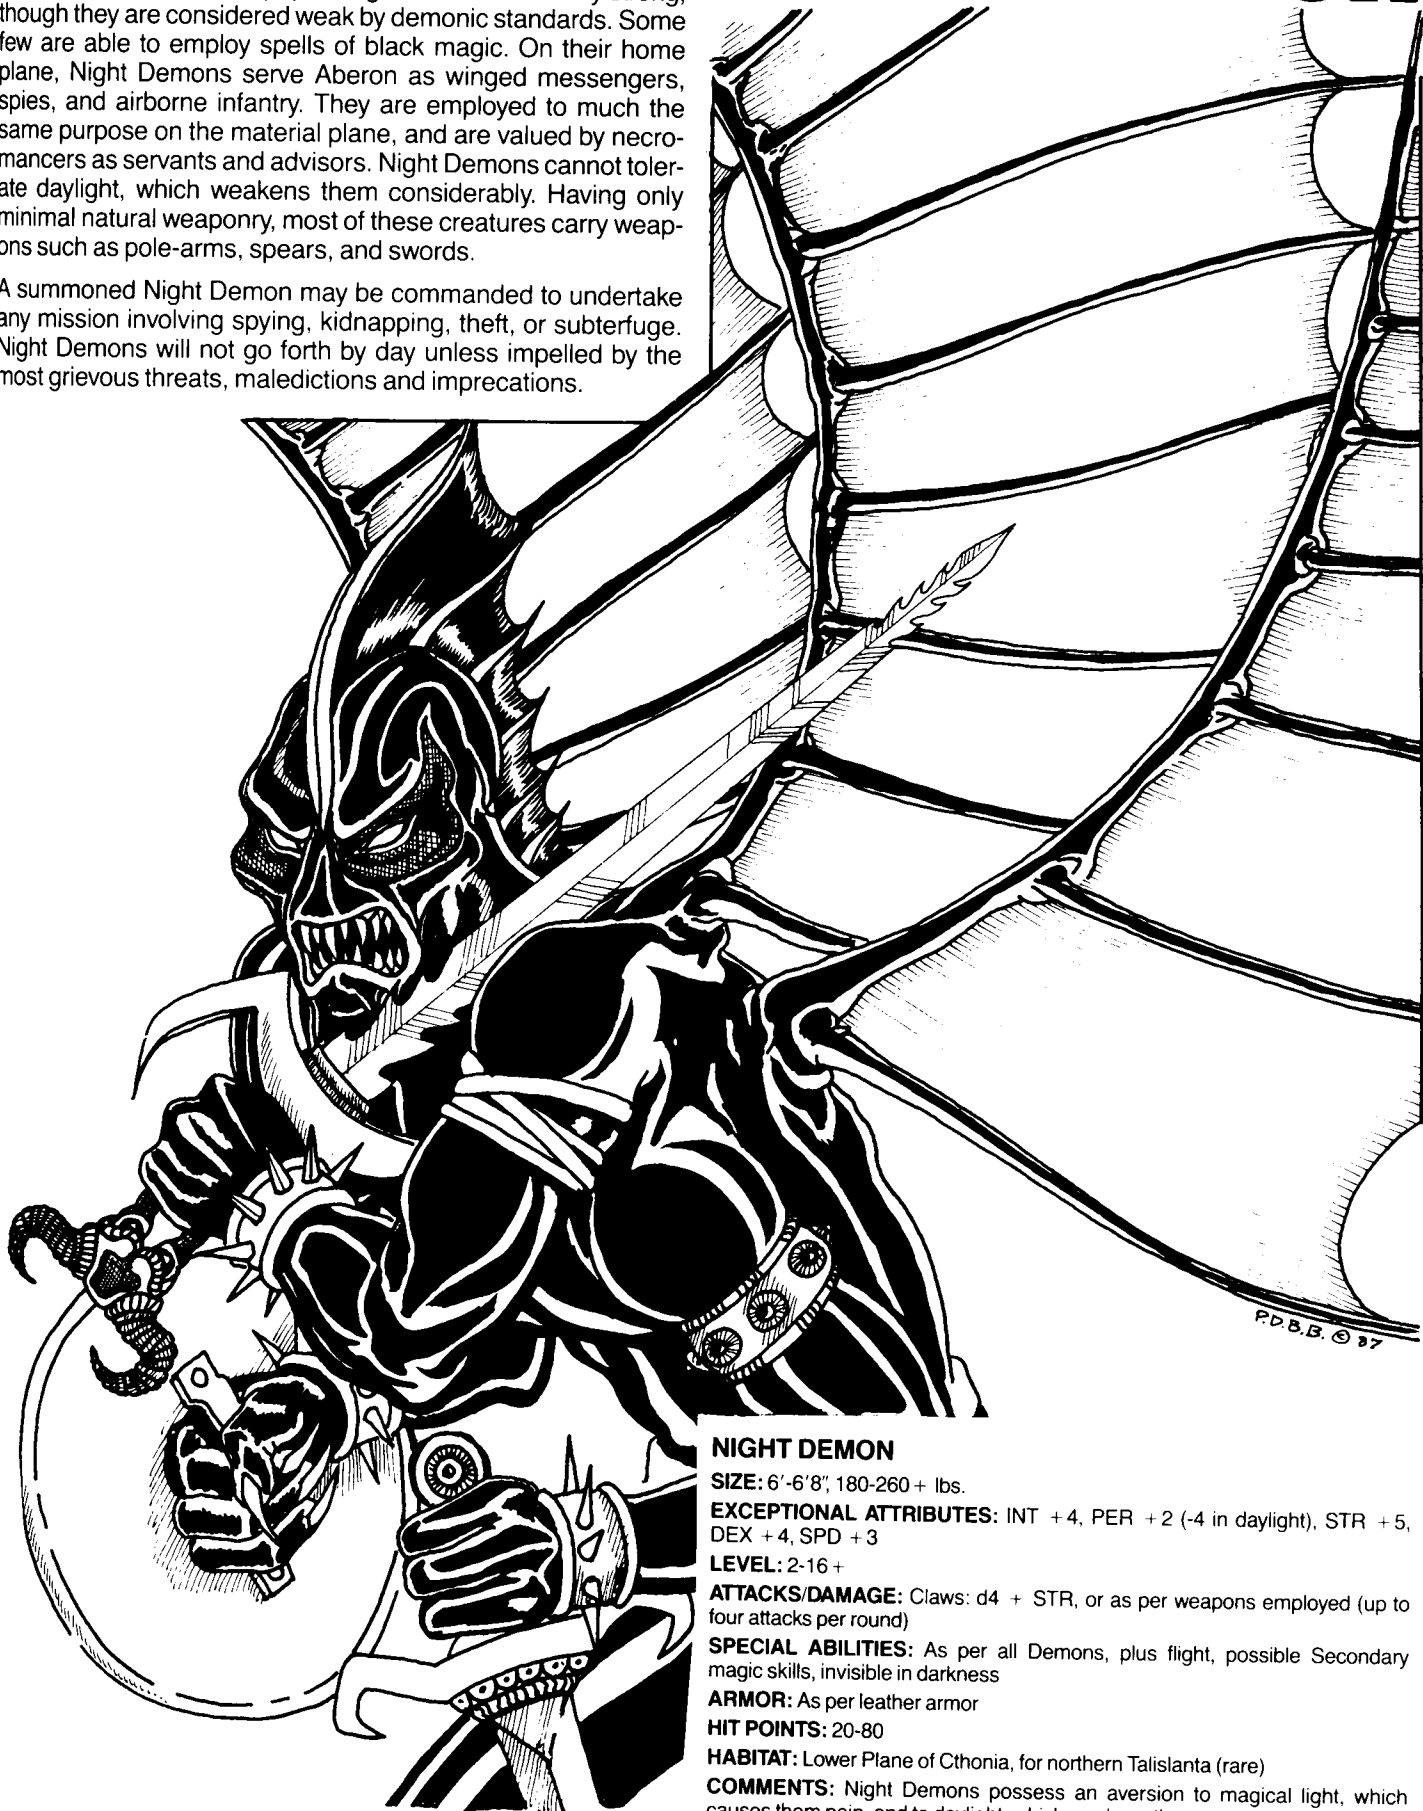 though they are considered weak by demonic standards. Some
few are able to employ spells of black magic. On their home
plane, Night Demons serve Aberon as winged messengers,
spies, and airborne infantry. They are employed to much the
same purpose on the material plane, and are valued by necro-
mancers as servants and advisors. Night Demons cannot toler-
ate daylight, which weakens them considerably. Having only
minimal natural weaponry, most of these creatures carry weap-
ons such as pole-arms, spears, and swords.
A summoned Night Demon may be commanded to undertake
any mission involving spying, kidnapping, theft, or subterfuge.
Night Demons will not go forth by day unless impelled by the
most grievous threats, maledictions and imprecations.
P.D.B.B. © 87
NIGHT DEMON
SIZE: 6'-6'8", 180-260+ lbs.
EXCEPTIONAL ATTRIBUTES: INT +4, PER +2 (-4 in daylight), STR +5,
DEX +4, SPD +3
LEVEL: 2-16+
ATTACKS/DAMAGE: Claws: d4 + STR, or as per weapons employed (up to
four attacks per round)
SPECIAL ABILITIES: As per all Demons, plus flight, possible Secondary
magic skills, invisible in darkness
ARMOR: As per leather armor
HIT POINTS: 20-80
HABITAT: Lower Plane of Cthonia, for northern Talislanta (rare)
COMMENTS: Night Demons possess an aversion to magical light, which